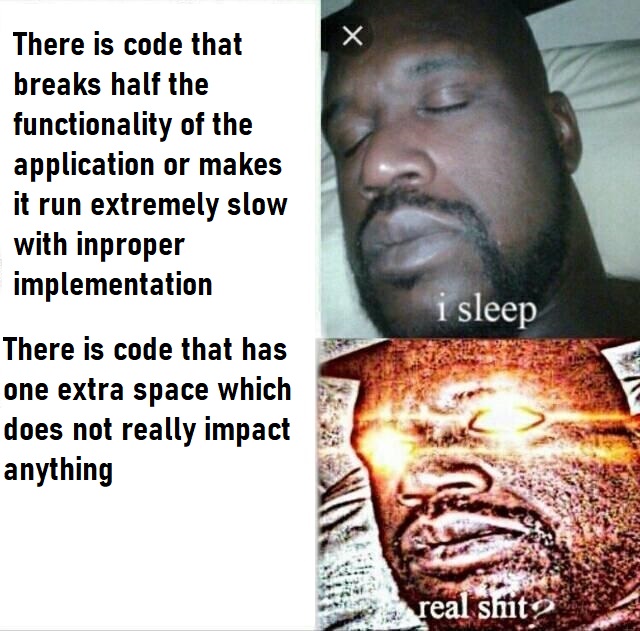 There is code that
breaks half the
functionality of the
application or makes
it run extremely slow
with inproper
implementation
i sleep
There is code that has
one extra space which
does not really impact
anything
real shit?